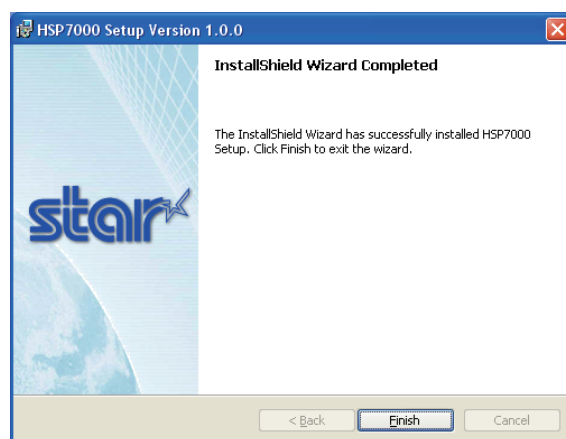 HSP7000 Setup Version 1.0.0
InstallShield Wizard Completed
The InstallShield Wizard has successfully installed HSP7000
Setup. Click Finish to exit the wizard.
star
< Back
Finish
Cancel